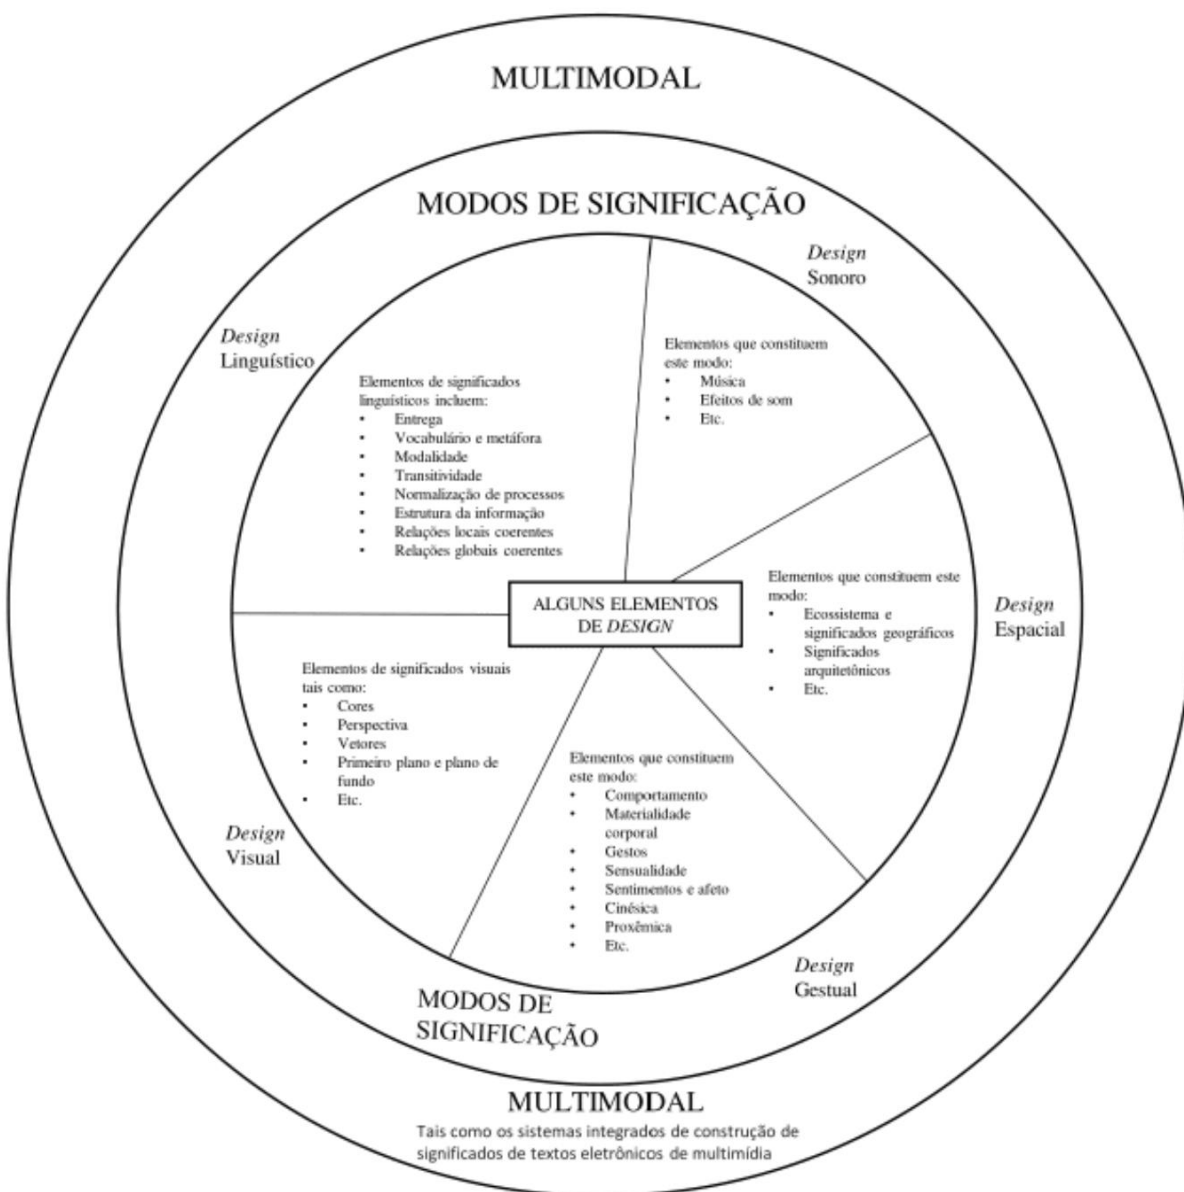 MULTIMODAL
MODOS DE SIGNIFICAÇÃO
Design
Sonoro
Design
Linguístico
Elementos que constituem
este modo:
• Música
• Efeitos de som
• Etc.
Elementos de significados
linguísticos incluem:
• Entrega
• Vocabulário e metáfora
• Modalidade
• Transitividade
• Normalização de processos
• Estrutura da informação
• Relações locais coerentes
• Relações globais coerentes
Elementos que constituem este
modo:
• Ecossistema e
significados geográficos
• Significados
arquitetônicos
• Etc.
Design
Espacial
ALGUNS ELEMENTOS
DE DESIGN
Elementos de significados visuais
tais como:
• Cores
• Perspectiva
• Vetores
• Primeiro plano e plano de
fundo
• Etc.
Design
Visual
Elementos que constituem
este modo:
• Comportamento
• Materialidade
corporal
• Gestos
• Sensualidade
• Sentimentos e afeto
• Cinésica
• Proxêmica
• Etc.
Design
Gestual
MODOS DE
SIGNIFICAÇÃO
MULTIMODAL
Tais como os sistemas integrados de construção de
significados de textos eletrônicos de multimídia